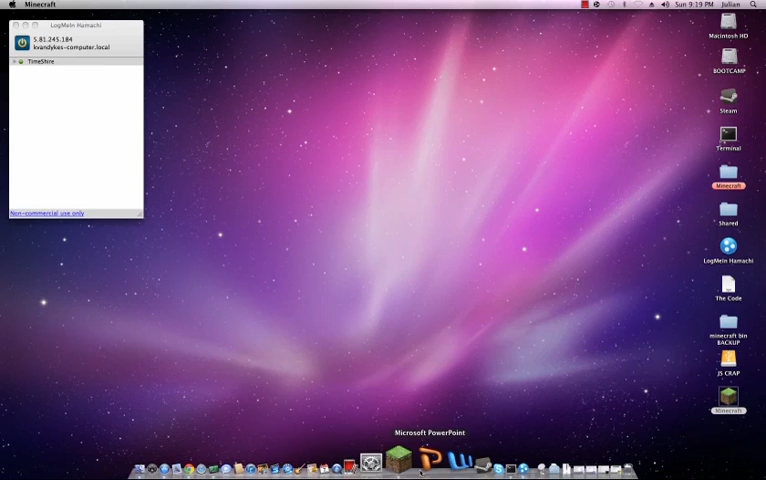 Minecraft
Sun 9:19 PM Julian
LogMeIn Hamachi
5.81.245.184
kvandykes-computer.local
TimeShire
Non-commercial use only
Macintosh HD
BOOTCAMP
Steam
Terminal
Minecraft
Shared
LogMeIn Hamachi
The Code
minecraft bin
BACKUP
JS CRAP
Minecraft
Microsoft PowerPoint